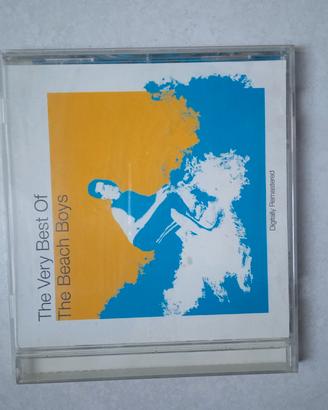 The Very Best Of
The Beach Boys
Digitally Remastered